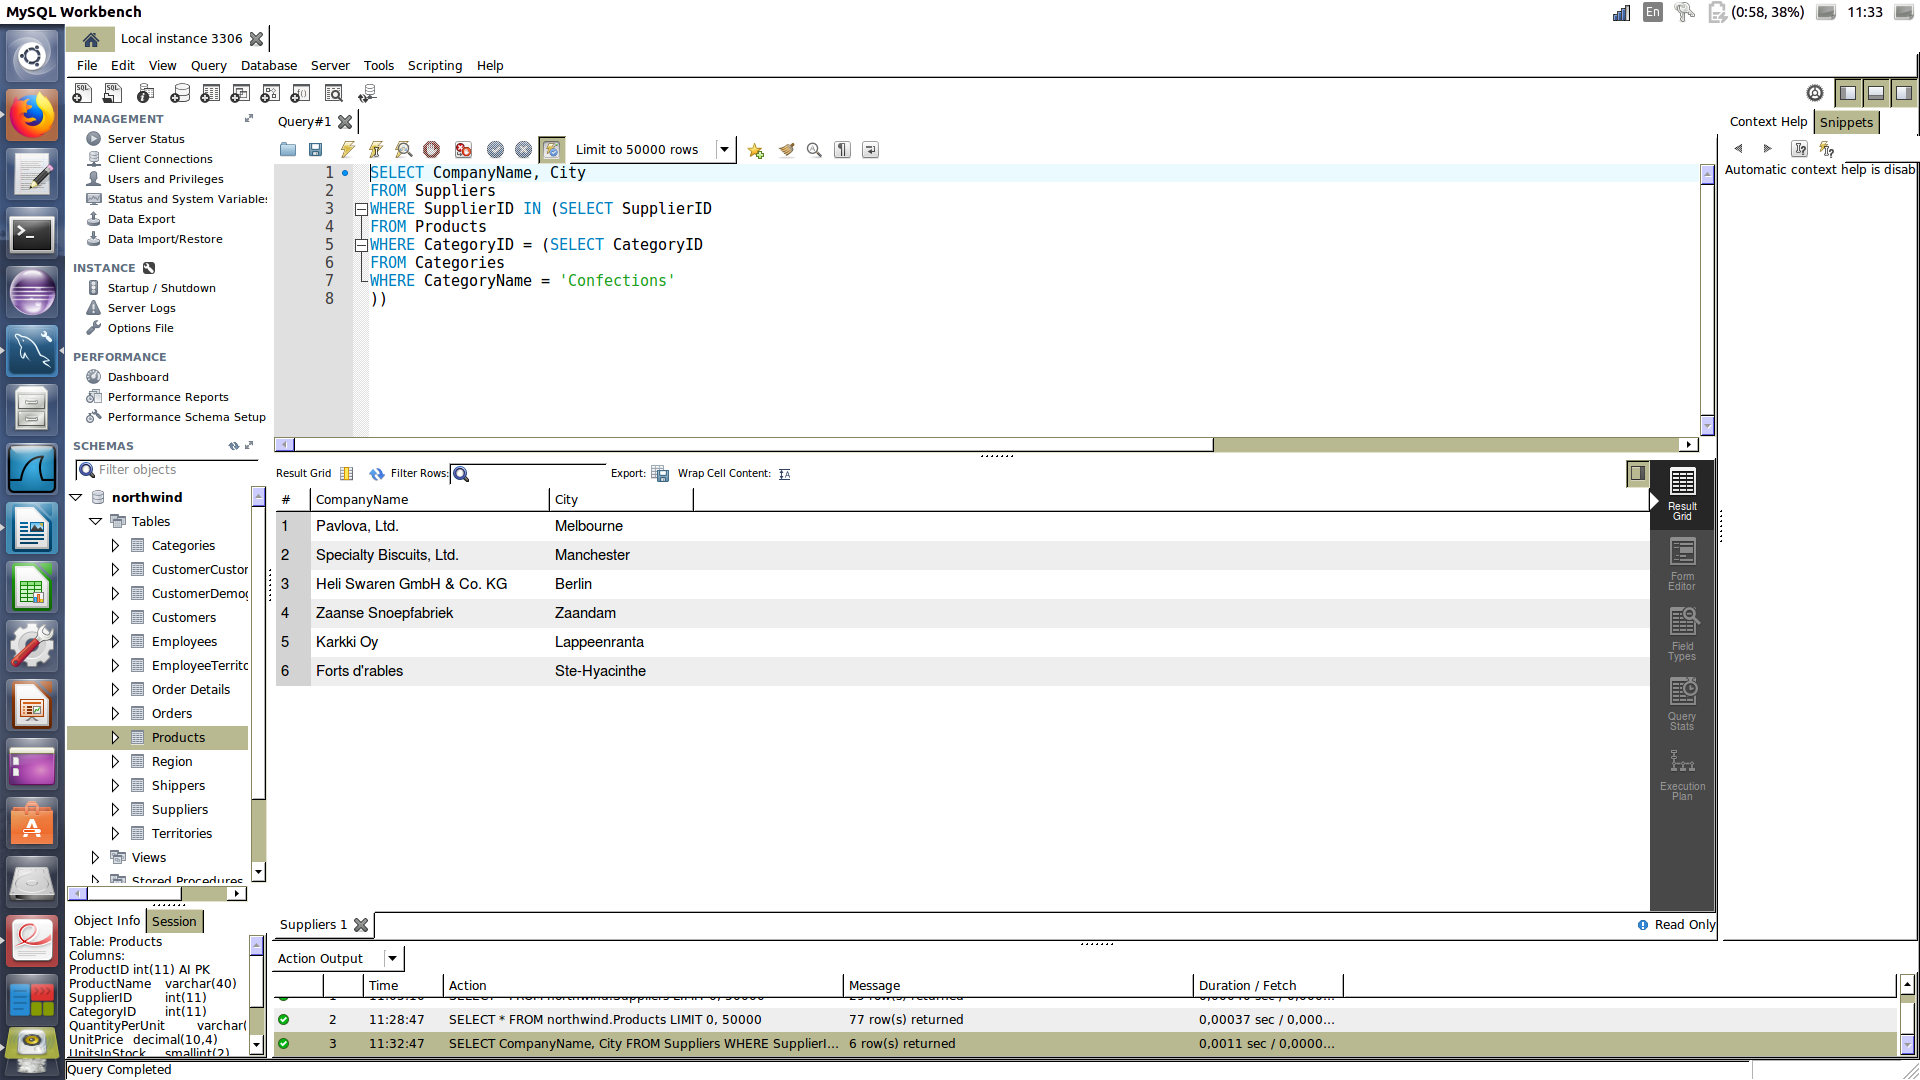 MySQL Workbench
En
(0:58, 38%)
11:33
Local instance 3306
File Edit View Query Database Server Tools Scripting Help
MANAGEMENT
Server Status
Client Connections
Users and Privileges
Status and System Variables
Data Export
Data Import/Restore
INSTANCE
Startup / Shutdown
Server Logs
Options File
PERFORMANCE
Dashboard
Performance Reports
Performance Schema Setup
SCHEMAS
Filter objects
northwind
Tables
Categories
CustomerCustor
CustomerDemog
Customers
Employees
EmployeeTerrito
Order Details
Orders
Products
Region
Shippers
Suppliers
Territories
Views
Stored Procedures
Object Info Session
Table: Products
Columns:
ProductID int(11) AI PK
ProductName varchar(40)
SupplierID int(11)
CategoryID int(11)
QuantityPerUnit varchar(
UnitPrice decimal(10,4)
UnitsInStock smallint(2)
Query Completed
Query#1
Limit to 50000 rows
1 SELECT CompanyName, City
2 FROM Suppliers
3 WHERE SupplierID IN (SELECT SupplierID
4 FROM Products
5 WHERE CategoryID = (SELECT CategoryID
6 FROM Categories
7 WHERE CategoryName = 'Confections'
8 ))
Result Grid Filter Rows: Export: Wrap Cell Content:
# CompanyName City
1 Pavlova, Ltd. Melbourne
2 Specialty Biscuits, Ltd. Manchester
3 Heli Swaren GmbH & Co. KG Berlin
4 Zaanse Snoepfabriek Zaandam
5 Karkki Oy Lappeenranta
6 Forts d'rables Ste-Hyacinthe
Result
Grid
Form
Editor
Field
Types
Query
Stats
Execution
Plan
Suppliers 1
Read Only
Action Output
Time Action Message Duration / Fetch
2 11:28:47 SELECT * FROM northwind.Products LIMIT 0, 50000 77 row(s) returned 0,00037 sec / 0,000...
3 11:32:47 SELECT CompanyName, City FROM Suppliers WHERE SupplierI... 6 row(s) returned 0,0011 sec / 0,0000...
Context Help Snippets
Automatic context help is disab